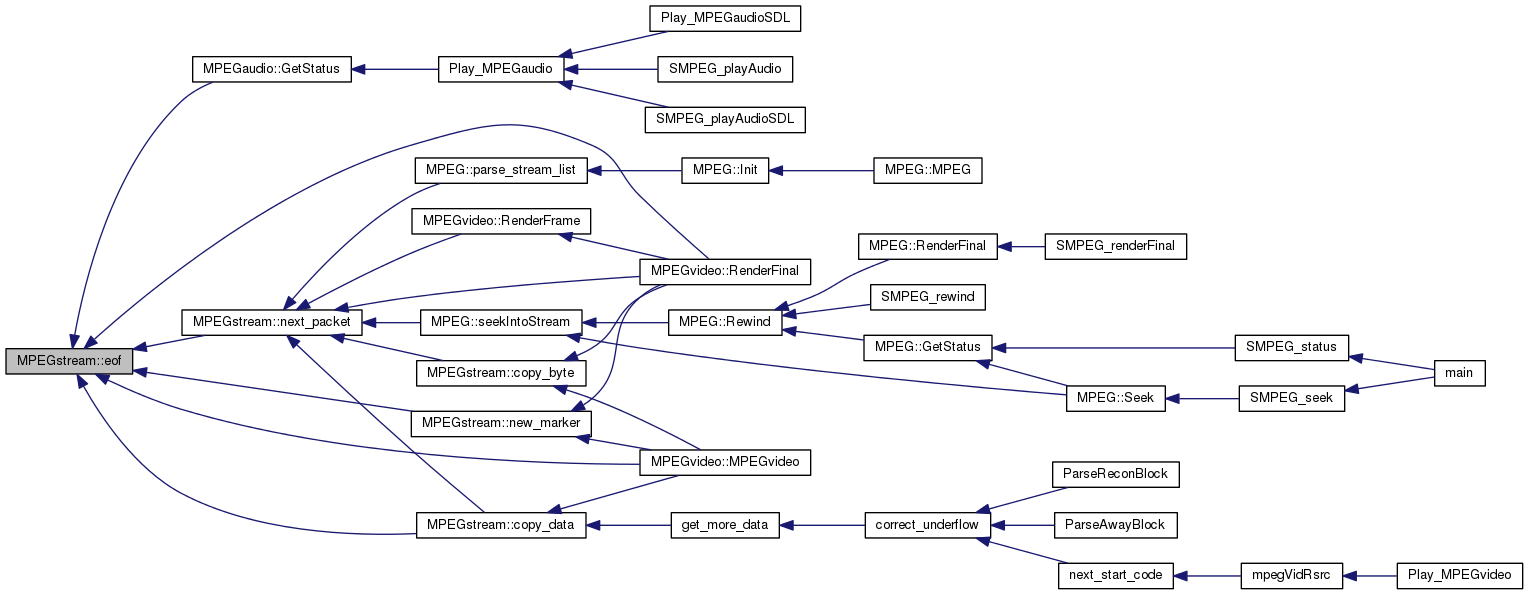 Play_MPEGaudioSDL
MPEGaudio::GetStatus
Play_MPEGaudio
SMPEG_playAudio
SMPEG_playAudioSDL
MPEG::parse_stream_list
MPEG::Init
MPEG::MPEG
MPEGvideo::RenderFrame
MPEG::RenderFinal
SMPEG_renderFinal
MPEGvideo::RenderFinal
SMPEG_rewind
MPEGstream::next_packet
MPEG::seekIntoStream
MPEG::Rewind
MPEG::GetStatus
SMPEG_status
MPEGstream::eof
MPEGstream::copy_byte
main
MPEG::Seek
SMPEG_seek
MPEGstream::new_marker
MPEGvideo::MPEGvideo
ParseReconBlock
MPEGstream::copy_data
get_more_data
correct_underflow
ParseAwayBlock
next_start_code
mpegVidRsrc
Play_MPEGvideo